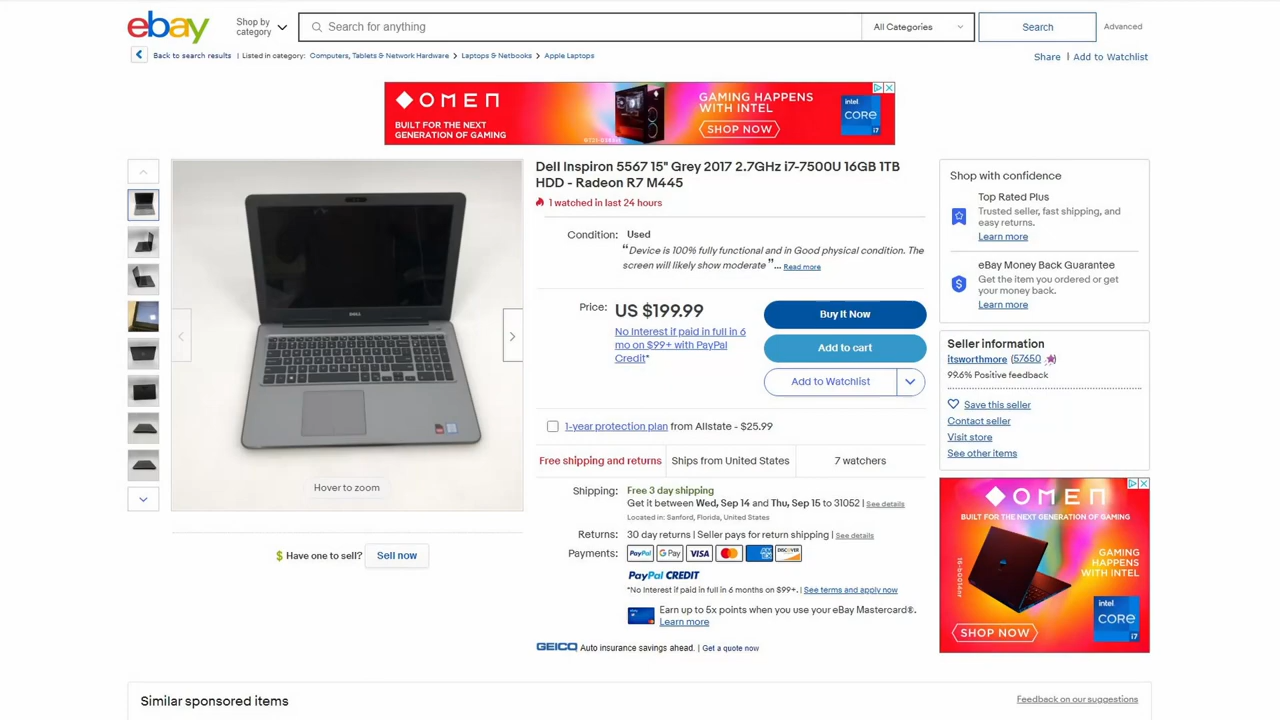 ebay
Shop by
category
Search for anything
All Categories
Search
Advanced
Back to search results | Listed in category: Computers, Tablets & Network Hardware > Laptops & Netbooks > Apple Laptops
Share | Add to Watchlist
OMEN
BUILT FOR THE NEXT
GENERATION OF GAMING
GAMING HAPPENS
WITH INTEL
SHOP NOW
intel
CORE
i7
Dell Inspiron 5567 15" Grey 2017 2.7GHz i7-7500U 16GB 1TB
HDD - Radeon R7 M445
1 watched in last 24 hours
Condition: Used
“Device is 100% fully functional and in Good physical condition. The
screen will likely show moderate ”... Read more
Price: US $199.99
No Interest if paid in full in 6
mo on $99+ with PayPal
Credit*
Buy It Now
Add to cart
Add to Watchlist
1-year protection plan from Allstate - $25.99
Free shipping and returns
Ships from United States
7 watchers
Shipping: Free 3 day shipping
Get it between Wed, Sep 14 and Thu, Sep 15 to 31052 | See details
Located in: Sanford, Florida, United States
Returns: 30 day returns | Seller pays for return shipping | See details
Payments: PayPal G Pay VISA DISCOVER
PayPal CREDIT
*No Interest if paid in full in 6 months on $99+. | See terms and apply now
Earn up to 5x points when you use your eBay Mastercard®.
Learn more
GEICO Auto insurance savings ahead. | Get a quote now
DELL
Hover to zoom
$ Have one to sell? Sell now
Shop with confidence
Top Rated Plus
Trusted seller, fast shipping, and
easy returns.
Learn more
eBay Money Back Guarantee
Get the item you ordered or get
your money back.
Learn more
Seller information
itsworthmore (57650)
99.6% Positive feedback
Save this seller
Contact seller
Visit store
See other items
OMEN
BUILT FOR THE NEXT GENERATION OF GAMING
GAMING
HAPPENS
WITH INTEL
16-b0014nr
SHOP NOW
intel
CORE
i7
Similar sponsored items
Feedback on our suggestions